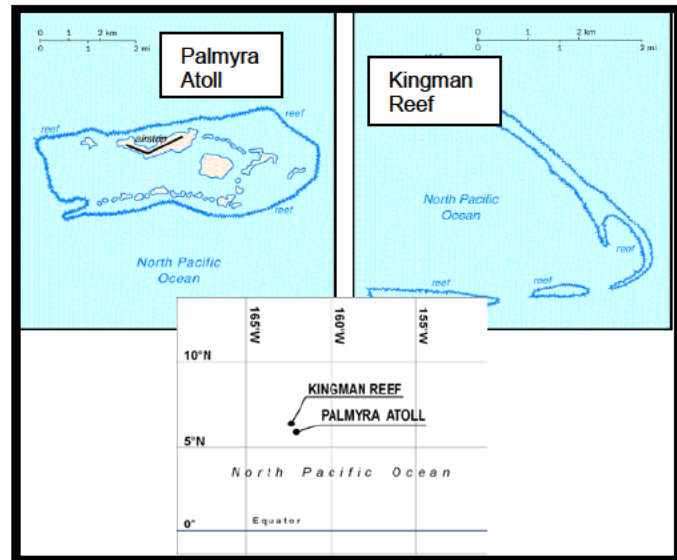 0 1 2 km
0 1 2 mi
Palmyra
Atoll
reef
reef
airstrip
reef
North Pacific
Ocean
0 1 2 km
0 1 2 mi
Kingman
Reef
North Pacific
Ocean
reef
reef
reef
165°W
160°W
155°W
10°N
KINGMAN REEF
PALMYRA ATOLL
5°N
North Pacific Ocean
0°
Equator